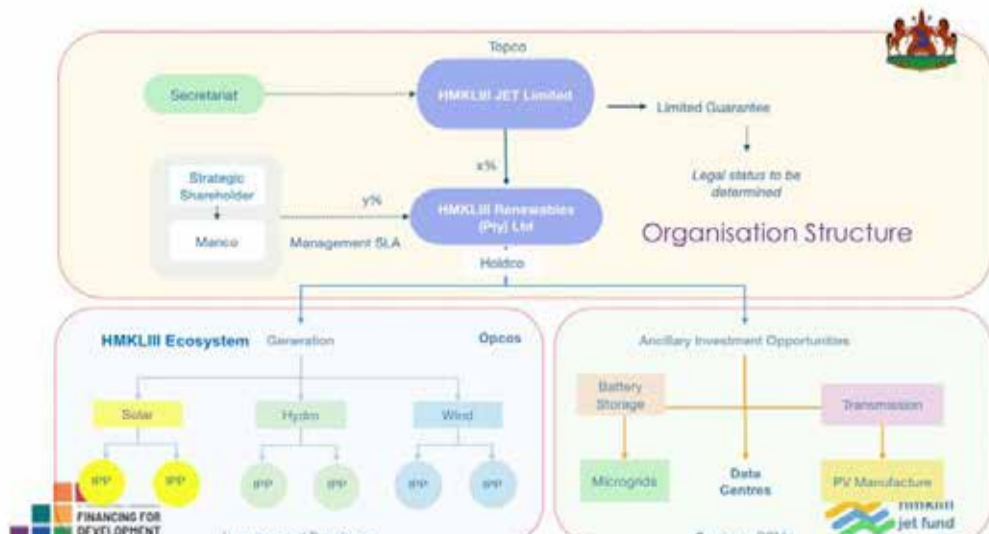 Topco
Secretariat
HMKLIII JET Limited
Limited Guarantee
x%
Strategic
Shareholder
Legal status to be
determined
y%
HMKLIII Renewables
(Pty) Ltd
Manco
Management SLA
Organisation Structure
Holdco
HMKLIII Ecosystem
Generation
Opcos
Ancillary Investment Opportunities
Battery
Storage
Solar
Hydro
Wind
Transmission
IPP
IPP
IPP
IPP
IPP
IPP
Microgrids
Data
Centres
PV Manufacture
FINANCING FOR
DEVELOPMENT
hmkliii
jet fund